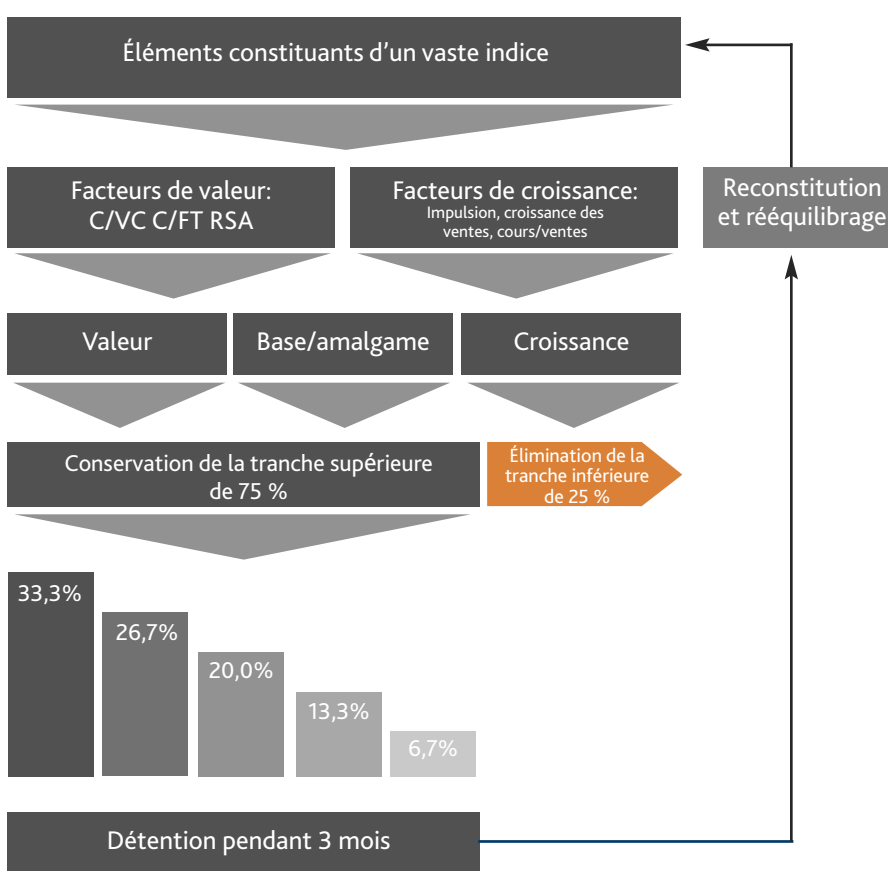 Éléments constituants d'un vaste indice
Facteurs de valeur:
C/VC C/FT RSA
Facteurs de croissance:
Impulsion, croissance des
ventes, cours/ventes
Reconstitution
et rééquilibrage
Valeur
Base/amalgame
Croissance
Conservation de la tranche supérieure
de 75 %
Élimination de la
tranche inférieure
de 25 %
33,3%
26,7%
20,0%
13,3%
6,7%
Détention pendant 3 mois